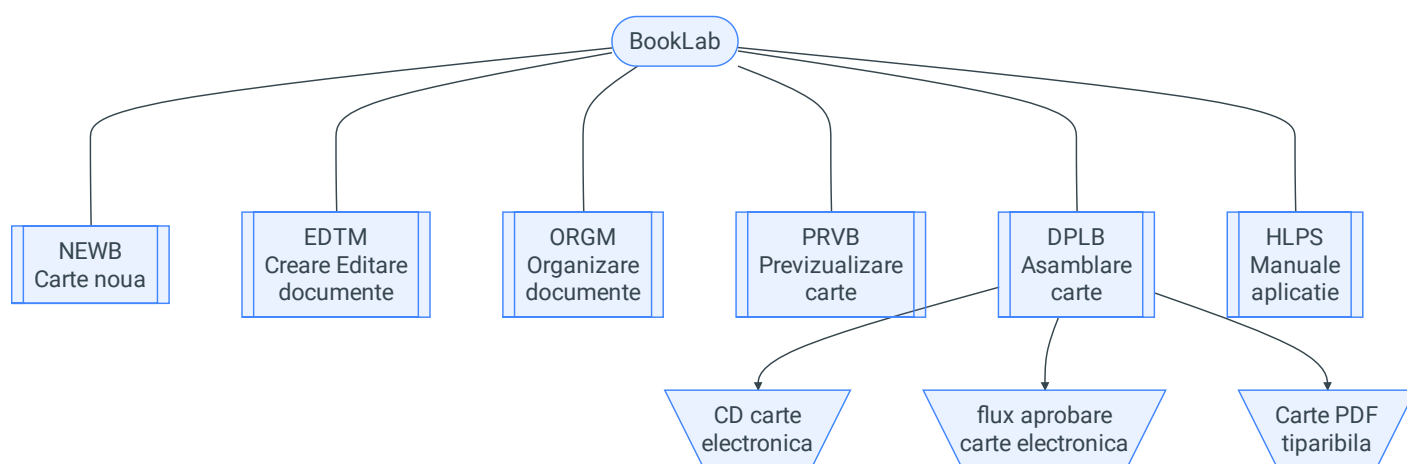 BookLab
NEWB
Carte noua
EDTM
Creare Editare
documente
ORGM
Organizare
documente
PRVB
Previzualizare
carte
DPLB
Asamblare
carte
HLPS
Manuale
aplicatie
CD carte
electronica
flux aprobare
carte electronica
Carte PDF
tiparibila